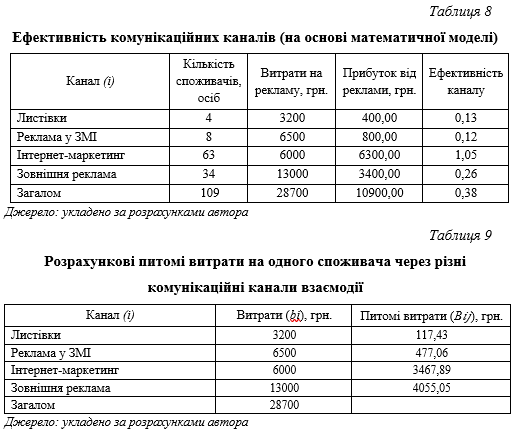 Таблиця 8
Ефективність комунікаційних каналів (на основі математичної моделі)
Канал (i) Кількість споживачів, осіб Витрати на рекламу, грн. Прибуток від реклами, грн. Ефективність каналу
Листівки 4 3200 400,00 0,13
Реклама у ЗМІ 8 6500 800,00 0,12
Інтернет-маркетинг 63 6000 6300,00 1,05
Зовнішня реклама 34 13000 3400,00 0,26
Загалом 109 28700 10900,00 0,38
Джерело: укладено за розрахунками автора
Таблиця 9
Розрахункові питомі витрати на одного споживача через різні
комунікаційні канали взаємодії
Канал (i) Витрати (bi), грн. Питомі витрати (Bij), грн.
Листівки 3200 117,43
Реклама у ЗМІ 6500 477,06
Інтернет-маркетинг 6000 3467,89
Зовнішня реклама 13000 4055,05
Загалом 28700
Джерело: укладено за розрахунками автора